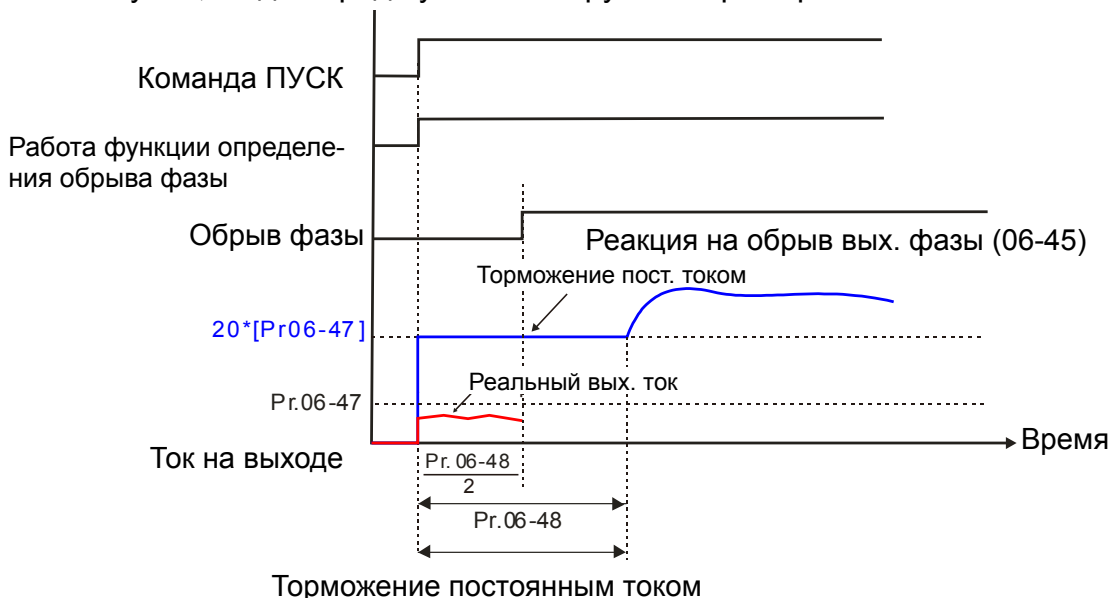 Команда ПУСК
Работа функции определе-
ния обрыва фазы
Обрыв фазы
Реакция на обрыв вых. фазы (06-45)
Торможение пост. током
20*[Pr06-47]
Реальный вых. ток
Pr.06-47
Время
Ток на выходе
Pr. 06-48
2
Pr.06-48
Торможение постоянным током